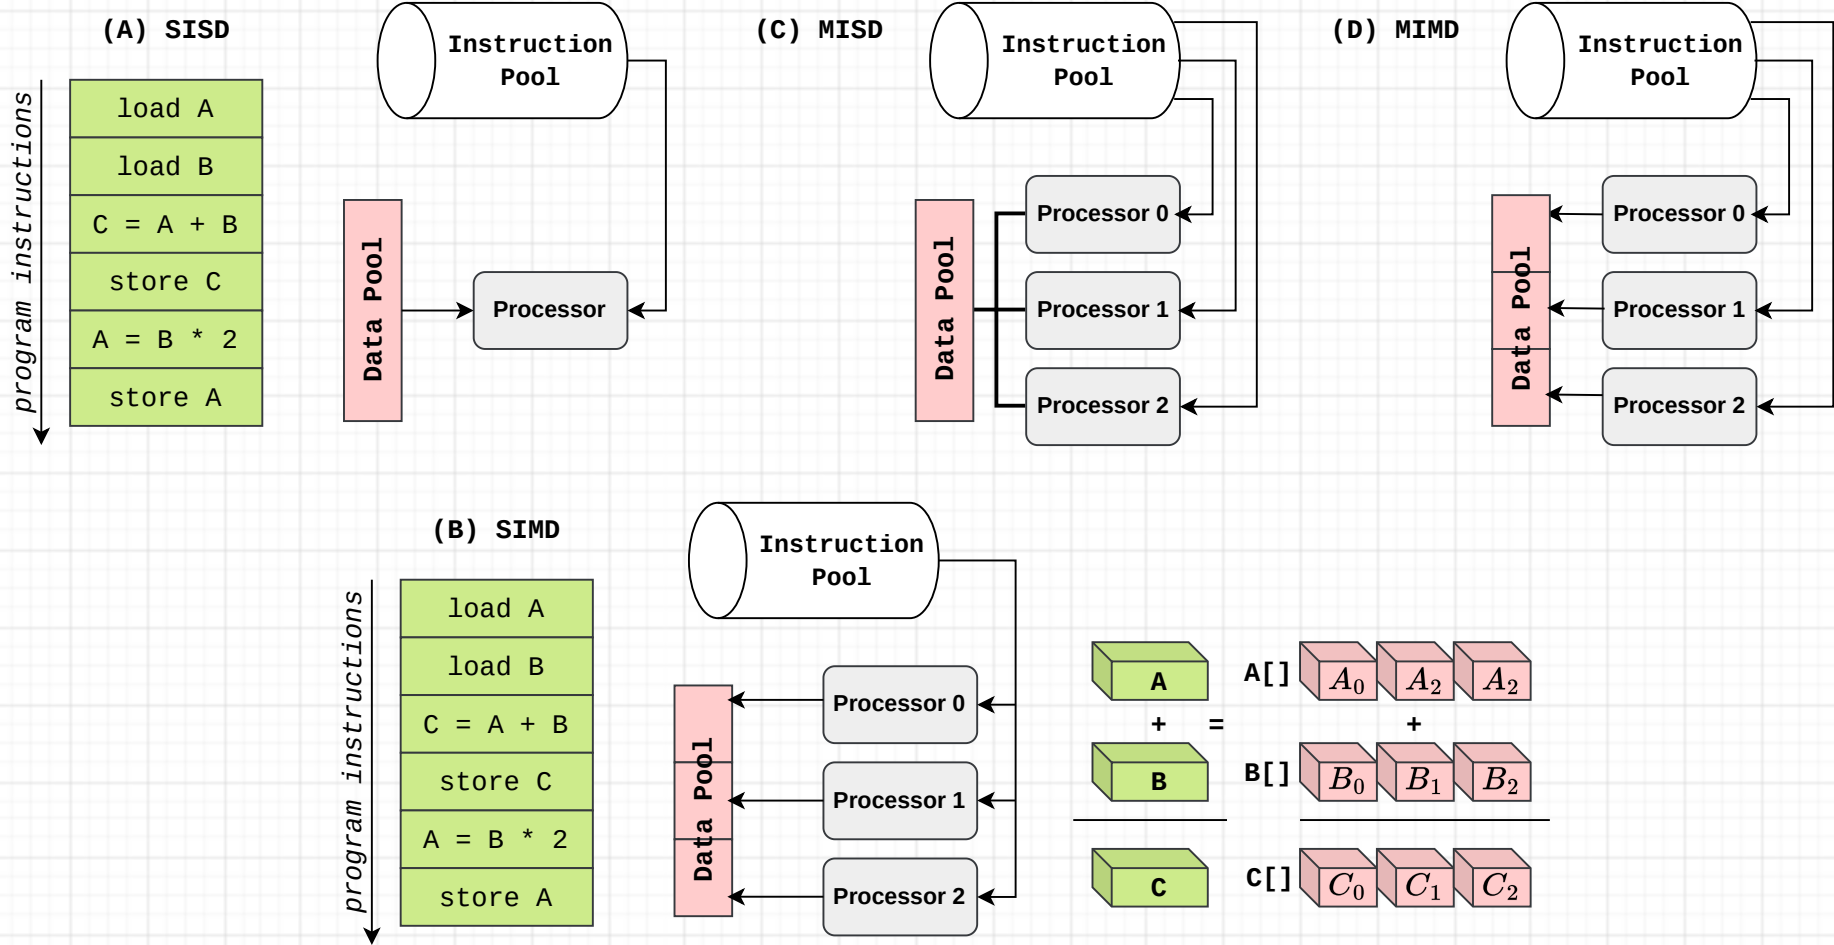 (A) SISD
program instructions
load A
load B
C = A + B
store C
A = B * 2
store A
Instruction
Pool
Data Pool
Processor
(C) MISD
Instruction
Pool
Data Pool
Processor 0
Processor 1
Processor 2
(D) MIMD
Instruction
Pool
Data Pool
Processor 0
Processor 1
Processor 2
(B) SIMD
program instructions
load A
load B
C = A + B
store C
A = B * 2
store A
Instruction
Pool
Data Pool
Processor 0
Processor 1
Processor 2
A
+ =
B
C
A[] A₀ A₂ A₂
+
B[] B₀ B₁ B₂
C[] C₀ C₁ C₂